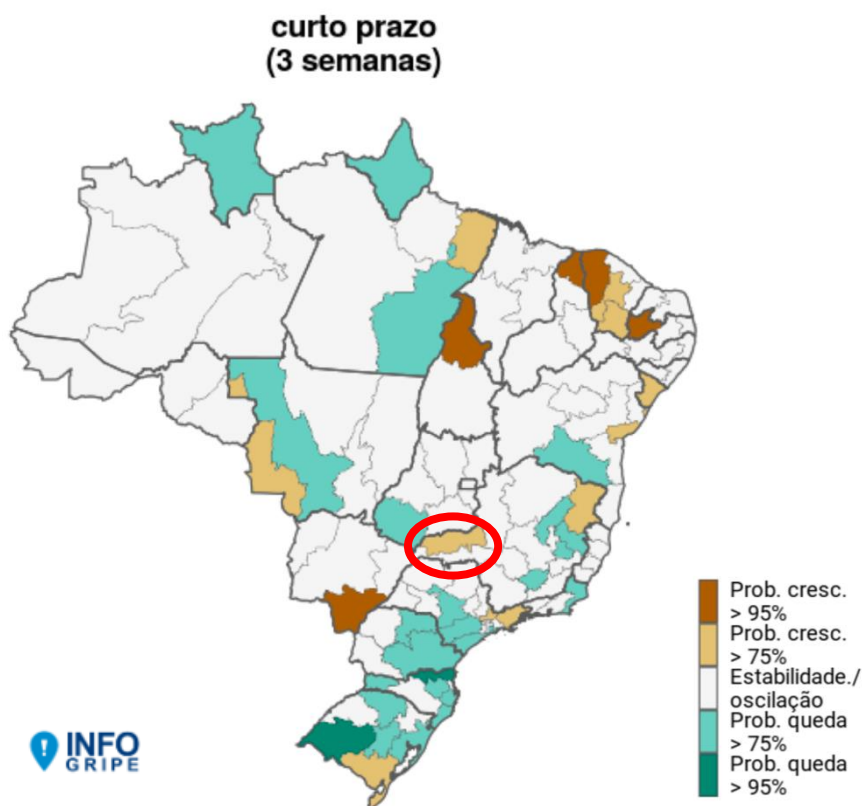 curto prazo
(3 semanas)
Prob. cresc.
> 95%
Prob. cresc.
> 75%
Estabilidade./
oscilação
Prob. queda
> 75%
Prob. queda
> 95%
INFO
GRIPE